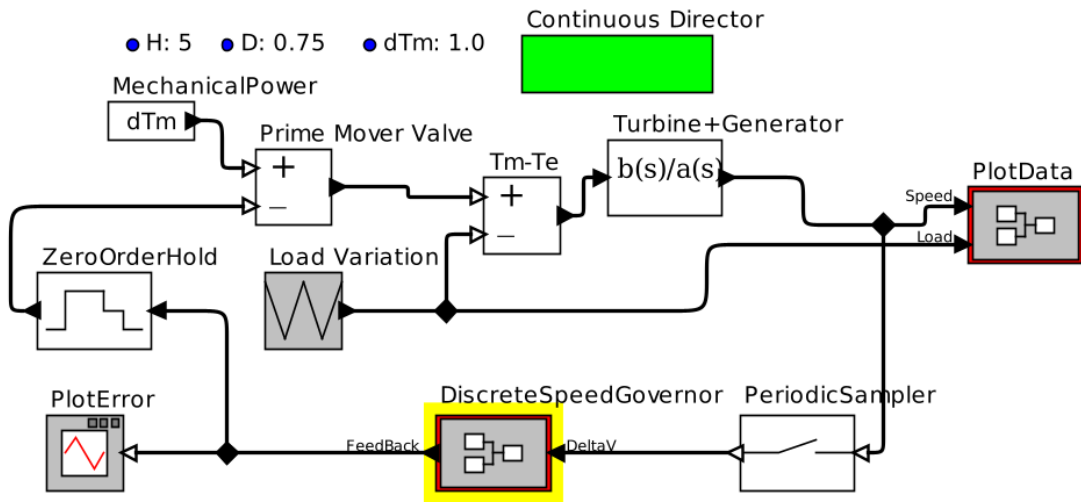 Continuous Director
H: 5
D: 0.75
dTm: 1.0
MechanicalPower
dTm
Prime Mover Valve
+
−
Tm-Te
+
−
Turbine+Generator
b(s)/a(s)
PlotData
Speed
Load
ZeroOrderHold
Load Variation
PlotError
DiscreteSpeedGovernor
FeedBack
DeltaV
PeriodicSampler